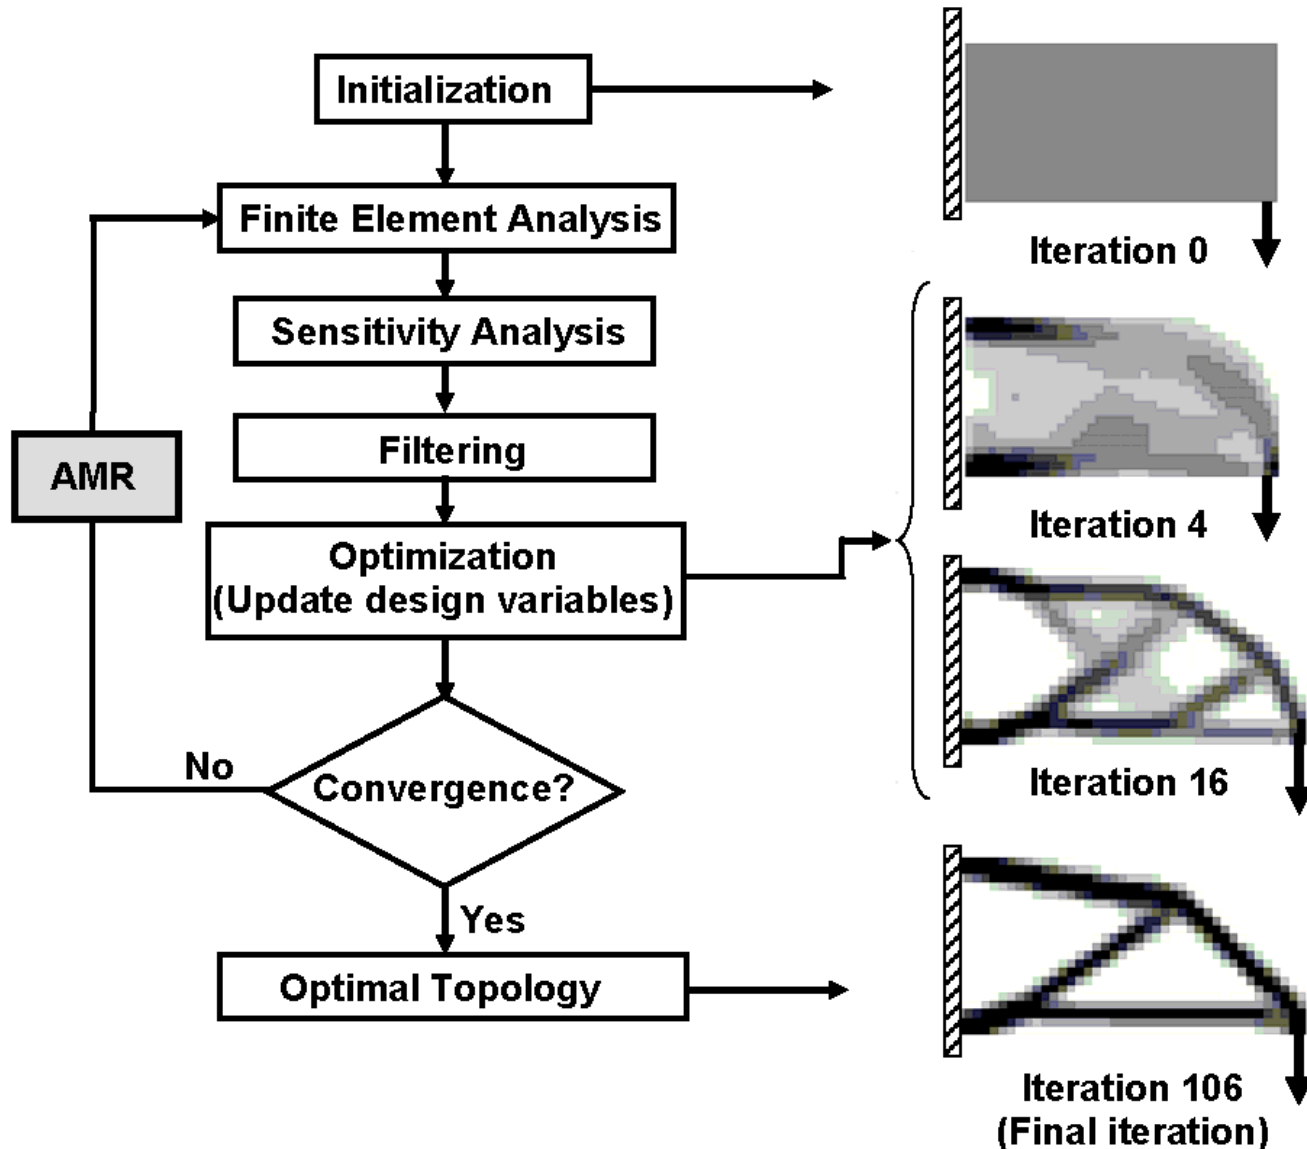 Initialization
Finite Element Analysis
Sensitivity Analysis
Filtering
AMR
Optimization
(Update design variables)
No
Convergence?
Yes
Optimal Topology
Iteration 0
Iteration 4
Iteration 16
Iteration 106
(Final iteration)